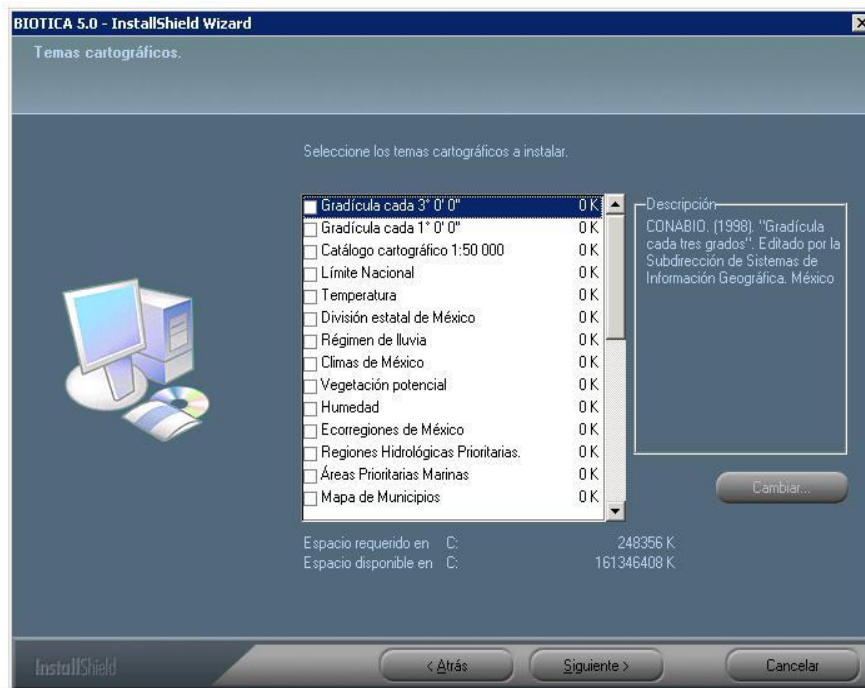 BIOTICA 5.0 - InstallShield Wizard
Temas cartográficos.
Seleccione los temas cartográficos a instalar.
Gradícula cada 3° 0' 0" 0 K
Gradícula cada 1° 0' 0" 0 K
Catálogo cartográfico 1:50 000 0 K
Límite Nacional 0 K
Temperatura 0 K
División estatal de México 0 K
Régimen de lluvia 0 K
Climas de México 0 K
Vegetación potencial 0 K
Humedad 0 K
Ecorregiones de México 0 K
Regiones Hidrológicas Prioritarias. 0 K
Áreas Prioritarias Marinas 0 K
Mapa de Municipios 0 K
Descripción
CONABIO. (1998). "Gradícula
cada tres grados". Editado por la
Subdirección de Sistemas de
Información Geográfica. México
Cambiar...
Espacio requerido en C: 248356 K
Espacio disponible en C: 161346408 K
InstallShield
< Atrás
Siguiente >
Cancelar